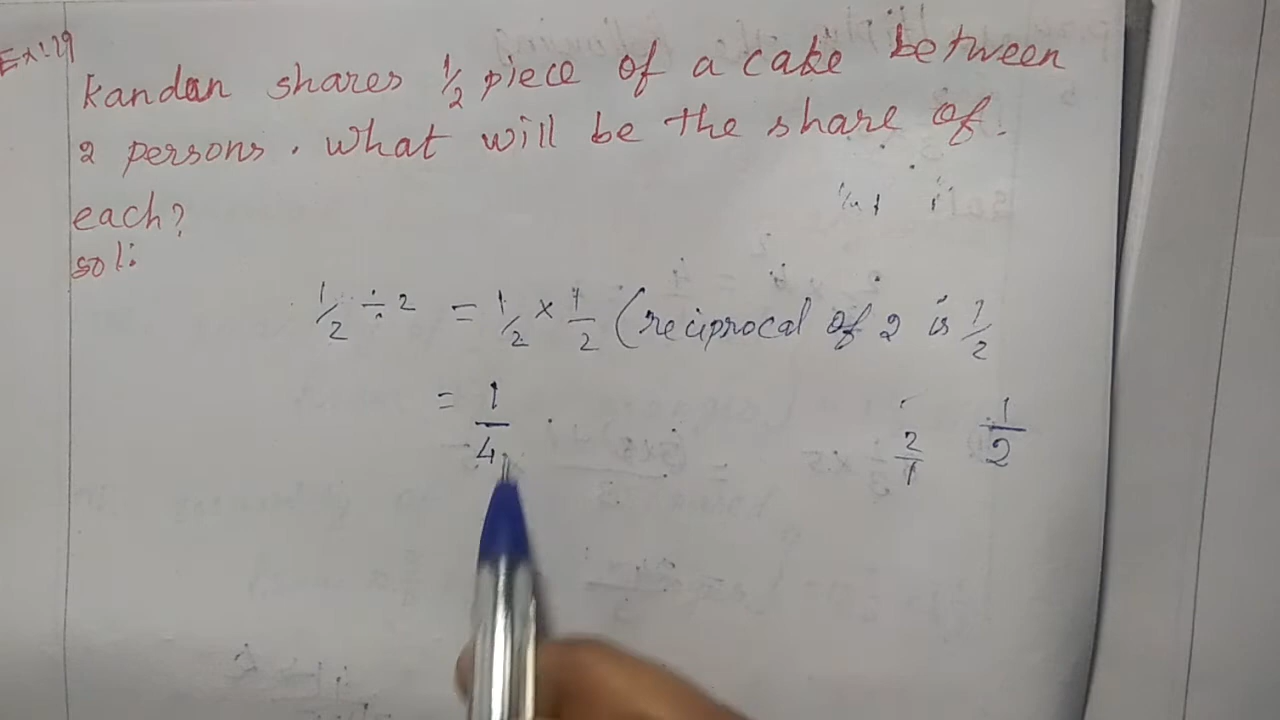 Ex:29
kandan shares 1/2 piece of a cake between
2 persons. What will be the share of
each?
sol:
1/2 ÷ 2 = 1/2 × 1/2 (reciprocal of 2 is 1/2
= 1/4
2/1 1/2